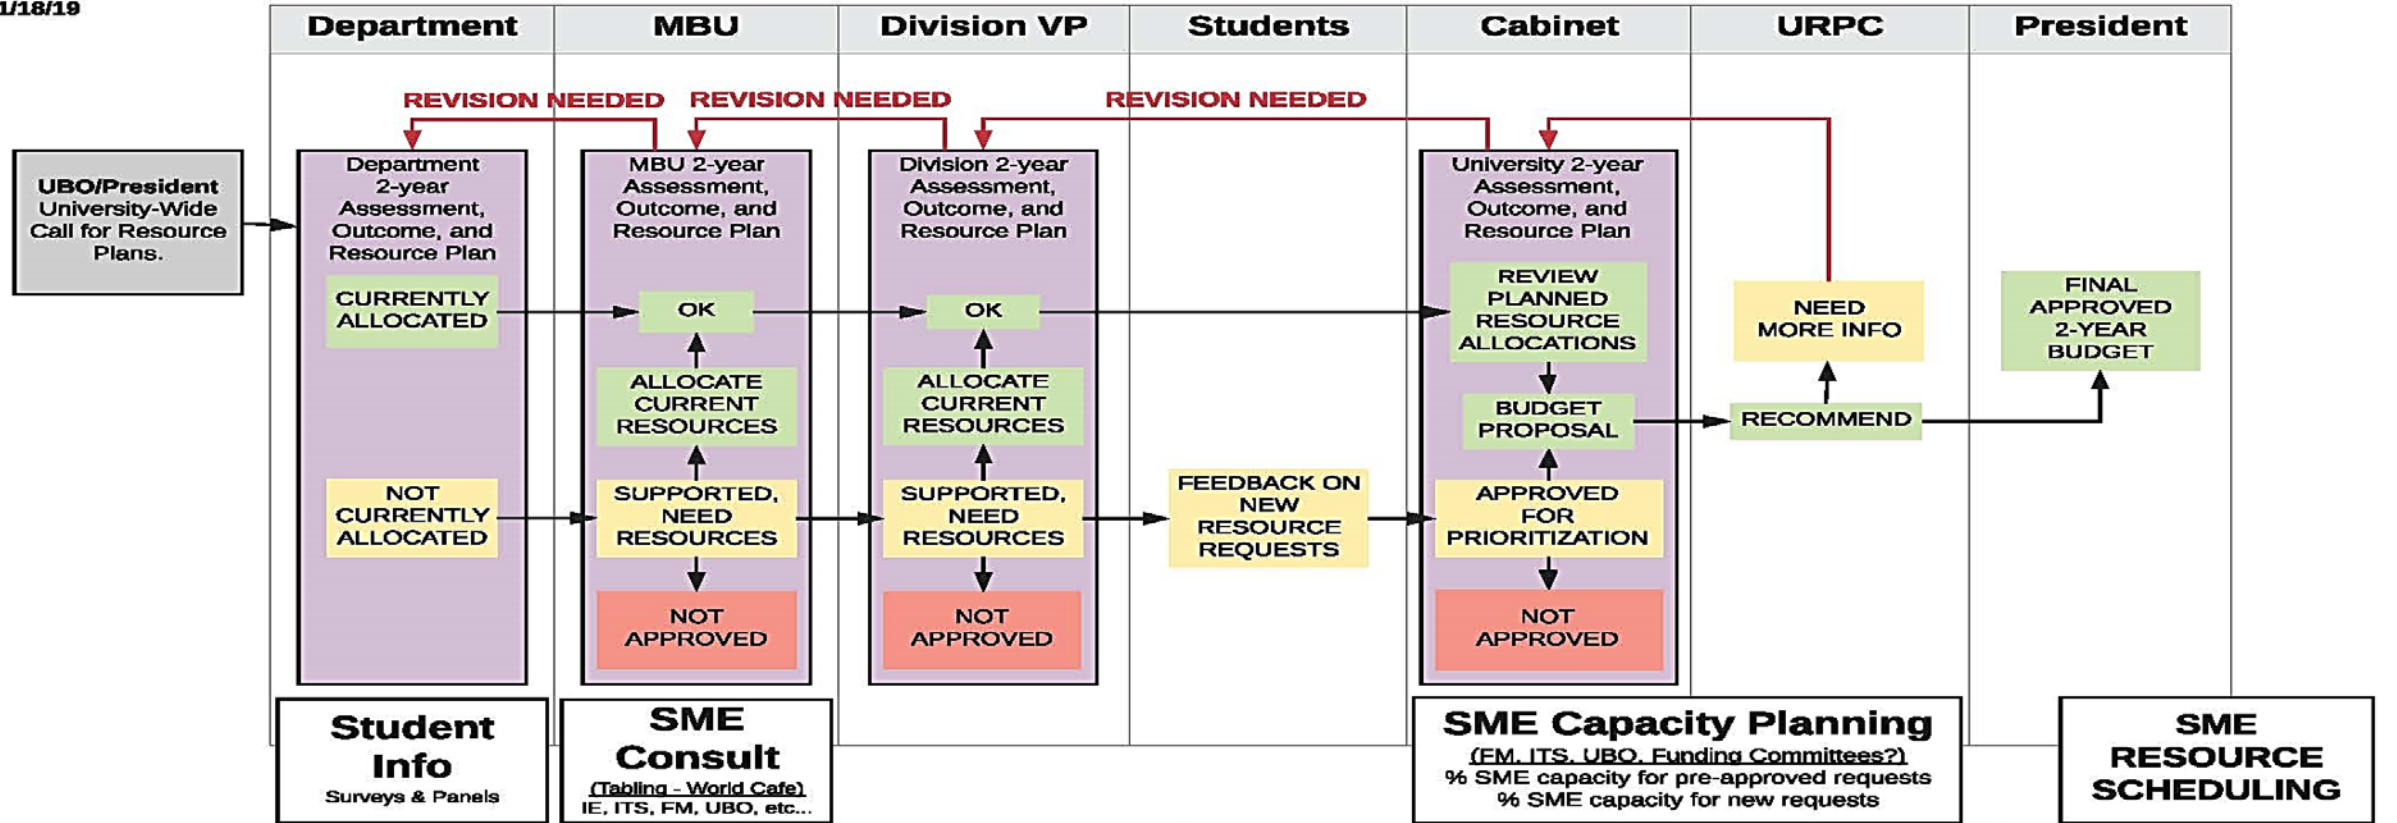 1/18/19
Department
MBU
Division VP
Students
Cabinet
URPC
President
REVISION NEEDED
REVISION NEEDED
REVISION NEEDED
UBO/President
University-Wide
Call for Resource
Plans.
Department
2-year
Assessment,
Outcome, and
Resource Plan
CURRENTLY
ALLOCATED
NOT
CURRENTLY
ALLOCATED
MBU 2-year
Assessment,
Outcome, and
Resource Plan
OK
ALLOCATE
CURRENT
RESOURCES
SUPPORTED,
NEED
RESOURCES
NOT
APPROVED
Division 2-year
Assessment,
Outcome, and
Resource Plan
OK
ALLOCATE
CURRENT
RESOURCES
SUPPORTED,
NEED
RESOURCES
NOT
APPROVED
FEEDBACK ON
NEW
RESOURCE
REQUESTS
University 2-year
Assessment,
Outcome, and
Resource Plan
REVIEW
PLANNED
RESOURCE
ALLOCATIONS
BUDGET
PROPOSAL
APPROVED
FOR
PRIORITIZATION
NOT
APPROVED
NEED
MORE INFO
RECOMMEND
FINAL
APPROVED
2-YEAR
BUDGET
Student
Info
Surveys & Panels
SME
Consult
(Tabling - World Cafe)
IE, ITS, FM, UBO, etc...
SME Capacity Planning
(FM, ITS, UBO, Funding Committees?)
% SME capacity for pre-approved requests
% SME capacity for new requests
SME
RESOURCE
SCHEDULING